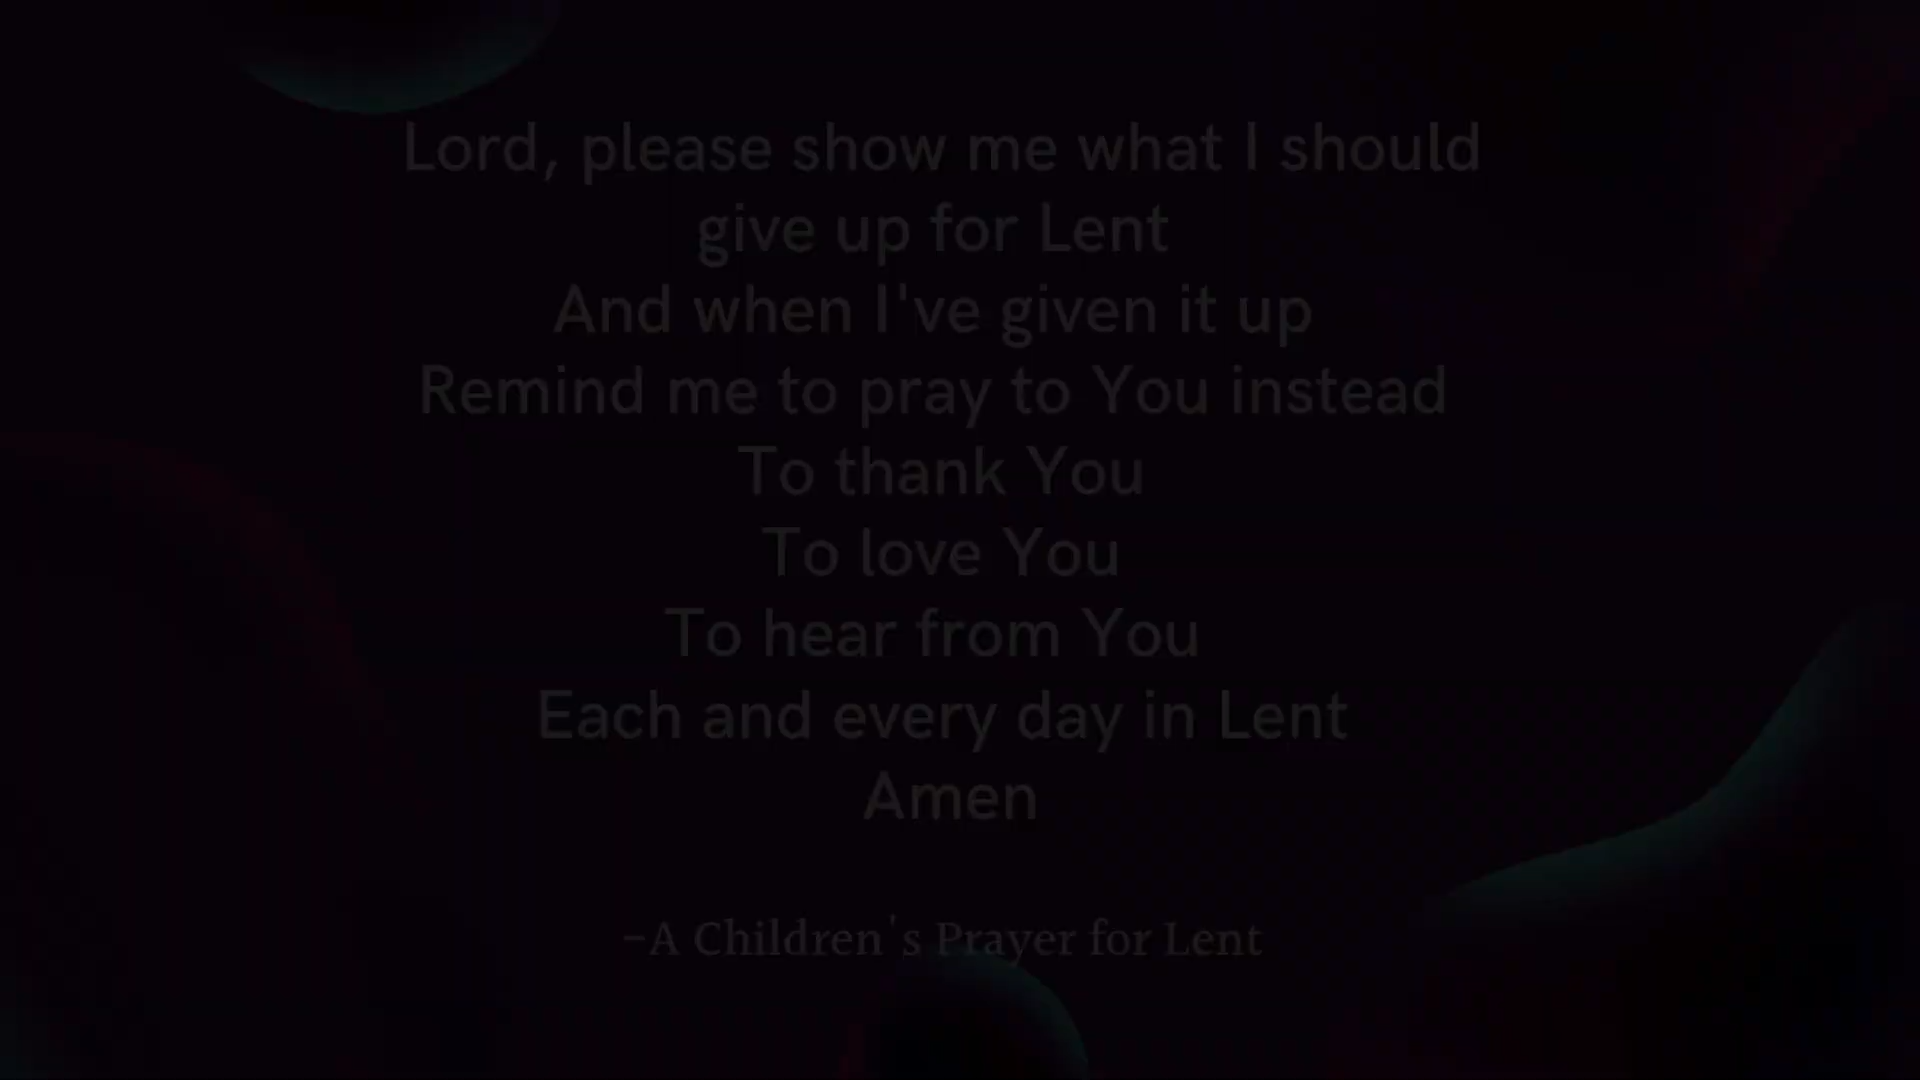 Lord, please show me what I should
give up for Lent
And when I've given it up
Remind me to pray to You instead
To thank You
To love You
To hear from You
Each and every day in Lent
Amen
-A Children's Prayer for Lent